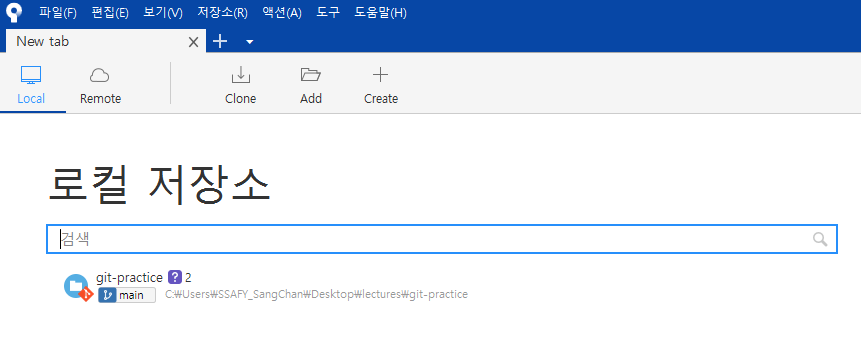 파일(F) 편집(E) 보기(V) 저장소(R) 액션(A) 도구 도움말(H)
New tab
Local Remote Clone Add Create
로컬 저장소
검색
git-practice ? 2
main C:₩Users₩SSAFY_SangChan₩Desktop₩lectures₩git-practice